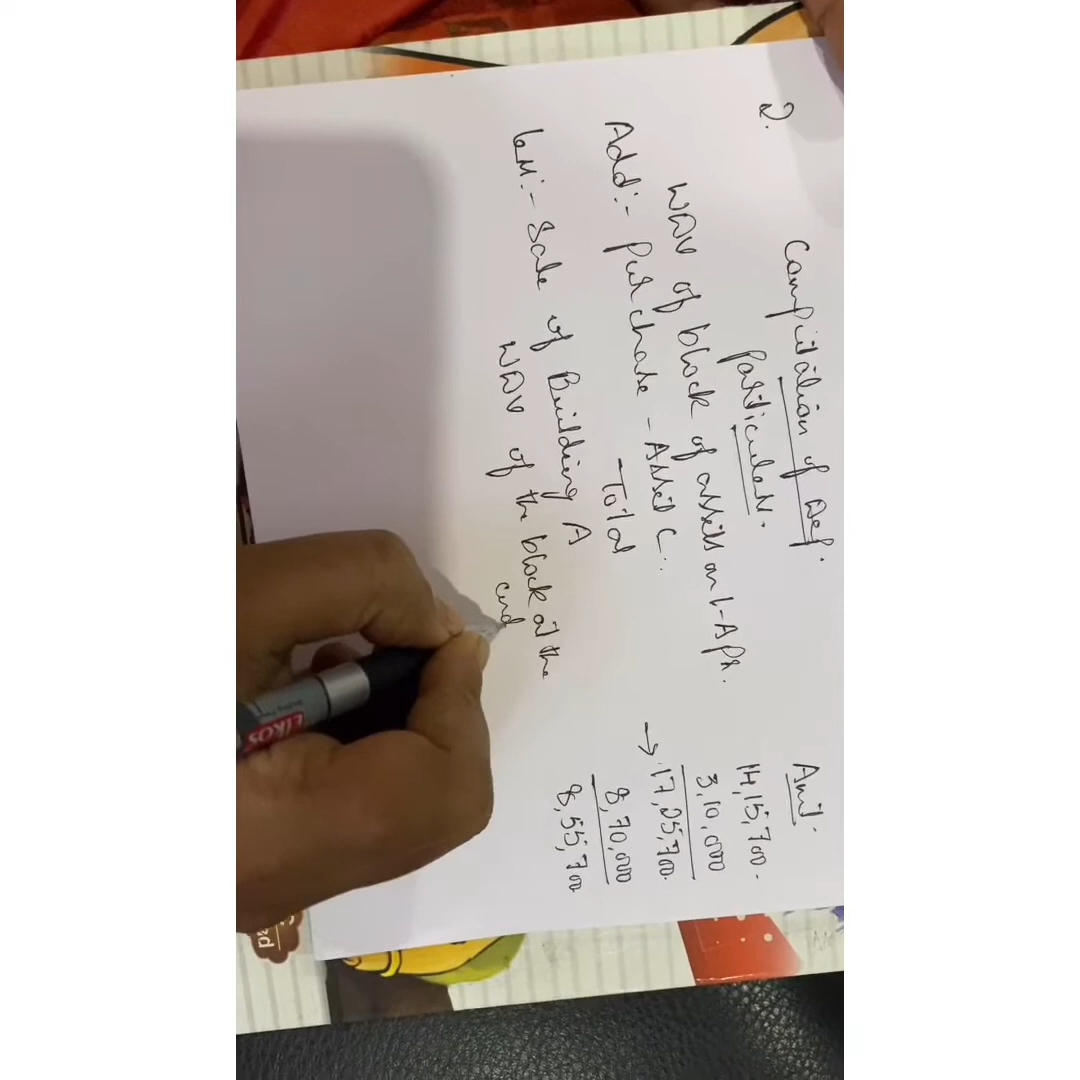 2. Computation of Dep.
Particulars. Amt.
WDV of block of assets on 1-Apr. 14,15,700.
Add:- Purchase - Asset C. 3,10,000
Total → 17,25,700.
Less:- Sale of Building A 8,70,000
WDV of the block at the end 8,55,700
LIKOS